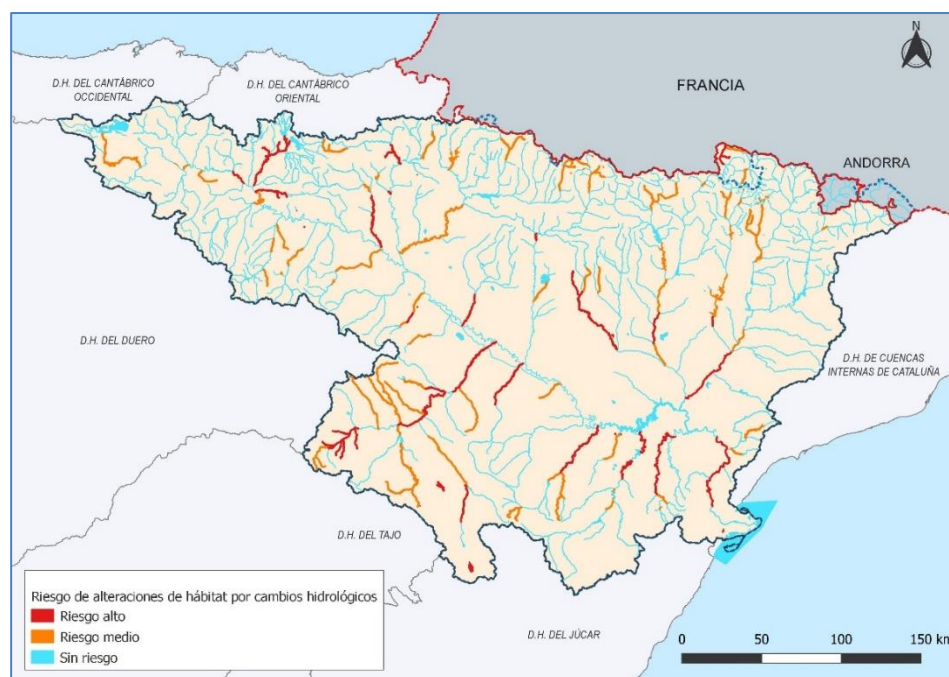 N
D.H. DEL CANTÁBRICO
OCCIDENTAL
D.H. DEL CANTÁBRICO
ORIENTAL
FRANCIA
ANDORRA
D.H. DEL DUERO
D.H. DE CUENCAS
INTERNAS DE CATALUÑA
D.H. DEL TAJO
D.H. DEL JÚCAR
Riesgo de alteraciones de hábitat por cambios hidrológicos
Riesgo alto
Riesgo medio
Sin riesgo
0 50 100 150 km